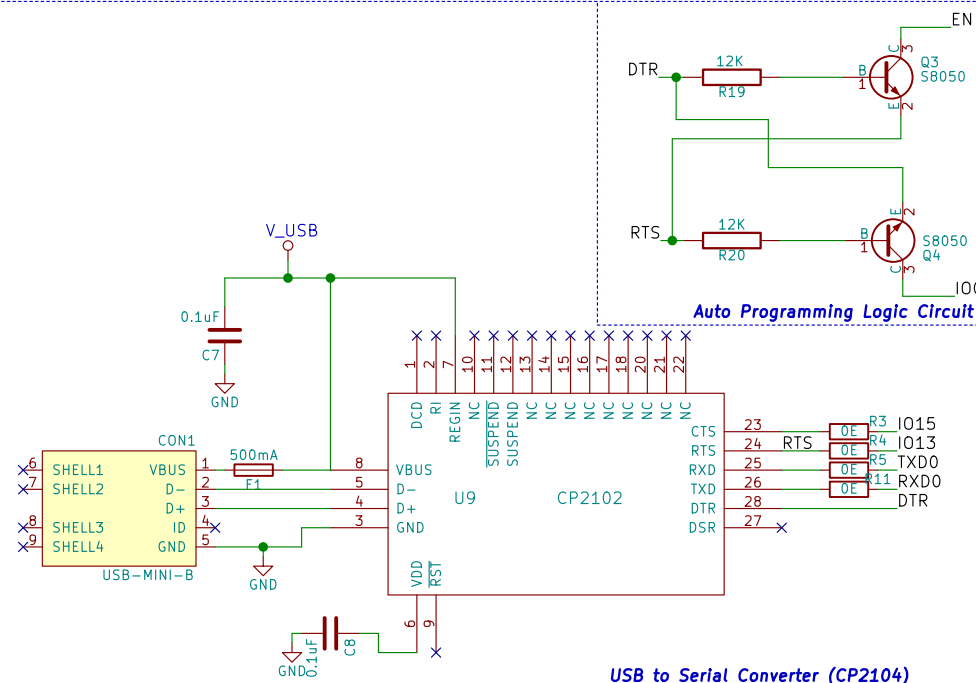 EN
C
3
12K
DTR
B
1
Q3
S8050
R19
E
2
12K
RTS
B
1
E
2
S8050
Q4
R20
C
3
Auto Programming Logic Circuit
V_USB
0.1uF
C7
GND
1
2
7
10
11
12
13
14
15
16
17
18
20
21
22
DCD
RI
REGIN
NC
SUSPEND
SUSPEND
NC
NC
NC
NC
NC
NC
NC
NC
NC
CTS 23 R3 0E IO15
RTS 24 RTS R4 0E IO13
RXD 25 R5 0E TXD0
TXD 26 R11 0E RXD0
DTR 28 DTR
DSR 27
CON1
500mA
F1
6 SHELL1 VBUS 1
7 SHELL2 D- 2
D+ 3
8 SHELL3 ID 4
9 SHELL4 GND 5
USB-MINI-B
GND
8 VBUS
5 D-
4 D+
3 GND
U9
CP2102
VDD
RST
6
9
0.1uF
C8
GND
USB to Serial Converter (CP2104)